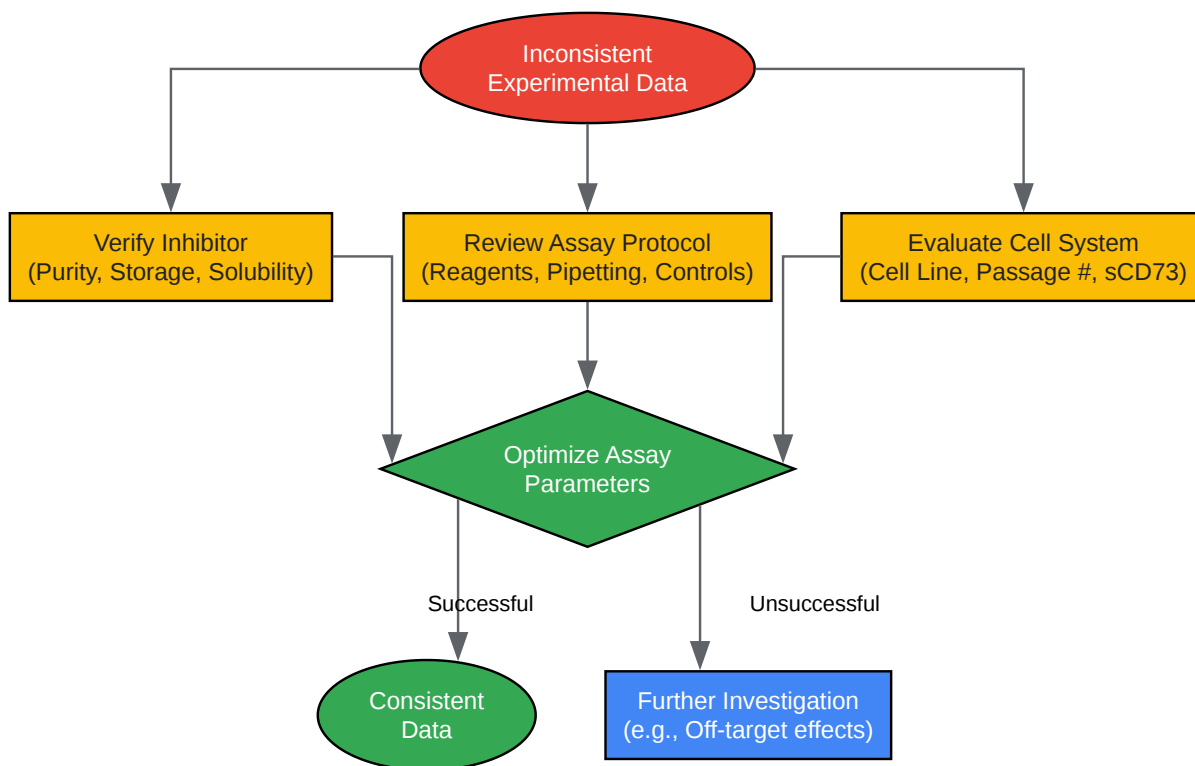 Inconsistent
Experimental Data
Verify Inhibitor
(Purity, Storage, Solubility)
Review Assay Protocol
(Reagents, Pipetting, Controls)
Evaluate Cell System
(Cell Line, Passage #, sCD73)
Optimize Assay
Parameters
Successful
Unsuccessful
Consistent
Data
Further Investigation
(e.g., Off-target effects)